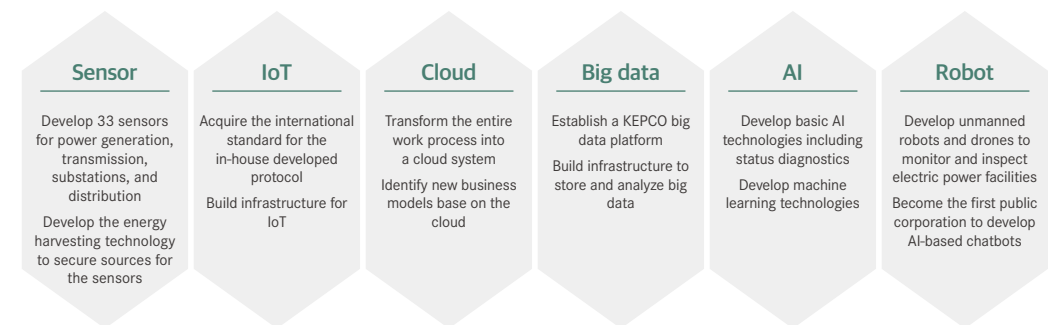 Sensor
Develop 33 sensors
for power generation,
transmission,
substations, and
distribution
Develop the energy
harvesting technology
to secure sources for
the sensors
IoT
Acquire the international
standard for the
in-house developed
protocol
Build infrastructure for
IoT
Cloud
Transform the entire
work process into
a cloud system
Identify new business
models base on the
cloud
Big data
Establish a KEPCO big
data platform
Build infrastructure to
store and analyze big
data
AI
Develop basic AI
technologies including
status diagnostics
Develop machine
learning technologies
Robot
Develop unmanned
robots and drones to
monitor and inspect
electric power facilities
Become the first public
corporation to develop
AI-based chatbots